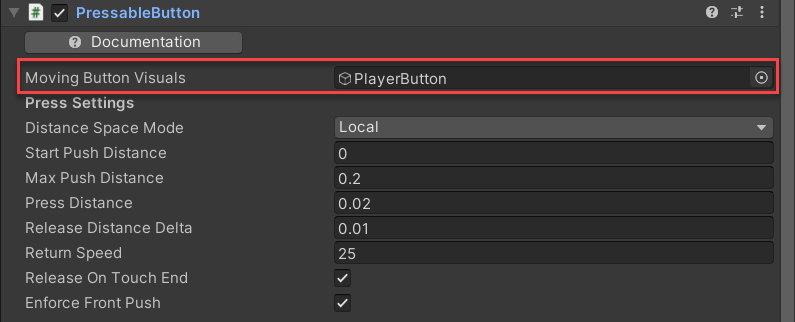 PressableButton
Documentation
Moving Button Visuals PlayerButton
Press Settings
Distance Space Mode Local
Start Push Distance 0
Max Push Distance 0.2
Press Distance 0.02
Release Distance Delta 0.01
Return Speed 25
Release On Touch End
Enforce Front Push